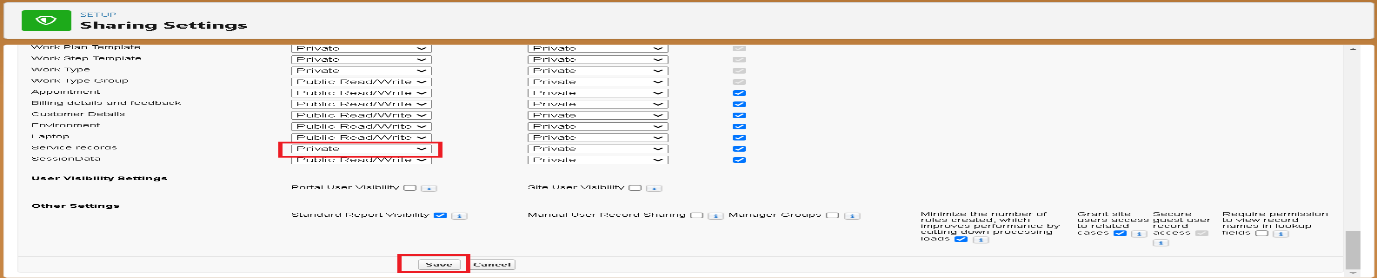 SETUP
Sharing Settings
Work Plan Template Private Private
Work Step Template Private Private
Work Type Private Private
Work Type Group Public Read/Write Private
Appointment Public Read/Write Private
Billing details and feedback Public Read/Write Private
Customer Details Public Read/Write Private
Environment Public Read/Write Private
Laptop Public Read/Write Private
Service records Private Private
SessionData Public Read/Write Private
User Visibility Settings
Portal User Visibility i Site User Visibility i
Other Settings
Standard Report Visibility i Manual User Record Sharing i Manager Groups i
Minimize the number of
rules created, which
improves performance by
cutting down processing
loads i
Grant site
users access
to related
cases i
Secure
guest user
record
access
i
Require permission
to view record
names in lookup
fields i
Save Cancel